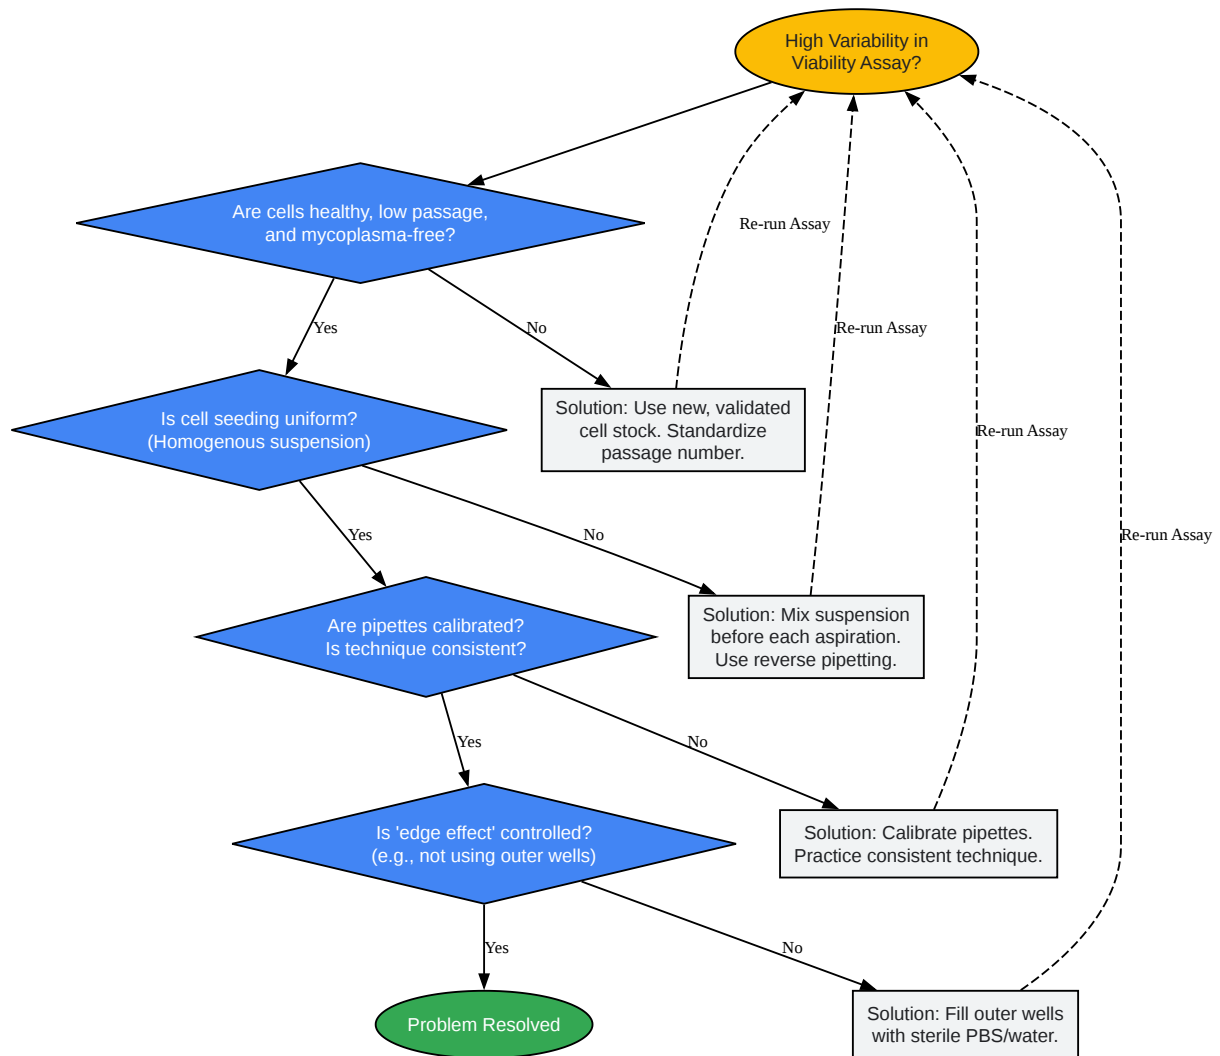 High Variability in
Viability Assay?
Are cells healthy, low passage,
and mycoplasma-free?
Re-run Assay
Yes
No
Re-run Assay
Is cell seeding uniform?
(Homogenous suspension)
Solution: Use new, validated
cell stock. Standardize
passage number.
Re-run Assay
Yes
No
Re-run Assay
Are pipettes calibrated?
Is technique consistent?
Solution: Mix suspension
before each aspiration.
Use reverse pipetting.
Yes
No
Is 'edge effect' controlled?
(e.g., not using outer wells)
Solution: Calibrate pipettes.
Practice consistent technique.
Yes
No
Problem Resolved
Solution: Fill outer wells
with sterile PBS/water.